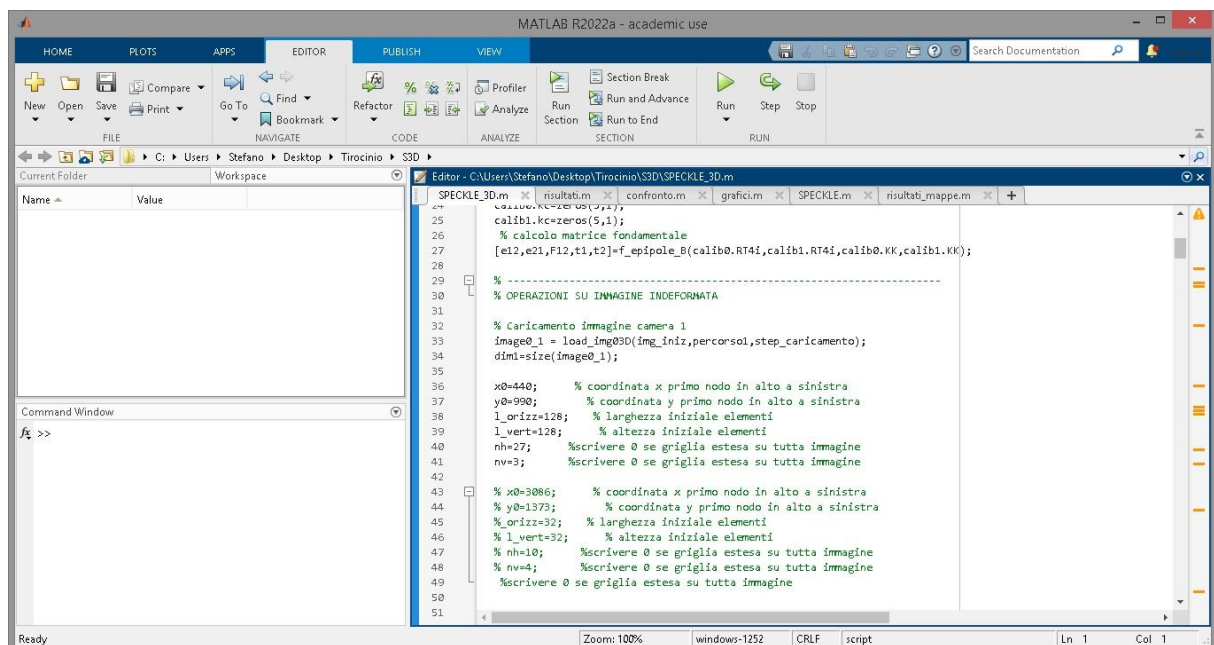 MATLAB R2022a - academic use
HOME PLOTS APPS EDITOR PUBLISH VIEW Search Documentation
New Open Save Compare Print
Go To Find Bookmark
Refactor
Profiler Analyze
Run Section Section Break Run and Advance Run to End
Run Step Stop
FILE NAVIGATE CODE ANALYZE SECTION RUN
C: Users Stefano Desktop Tirocinio S3D
Current Folder Workspace
Name Value
Command Window
fx >>
Editor - C:\Users\Stefano\Desktop\Tirocinio\S3D\SPECKLE_3D.m
SPECKLE_3D.m risultati.m confronto.m grafici.m SPECKLE.m risultati_mappe.m +
24 calib0.kc=zeros(5,1);
25 calib1.kc=zeros(5,1);
26 % calcolo matrice fondamentale
27 [e12,e21,F12,t1,t2]=f_epipole_B(calib0.RT4i,calib1.RT4i,calib0.KK,calib1.KK);
28
29 % -----------------------------------------------------------------------
30 % OPERAZIONI SU IMMAGINE INDEFORMATA
31
32 % Caricamento immagine camera 1
33 image0_1 = load_img03D(img_iniz,percorso1,step_caricamento);
34 dim1=size(image0_1);
35
36 x0=440; % coordinata x primo nodo in alto a sinistra
37 y0=990; % coordinata y primo nodo in alto a sinistra
38 l_orizz=128; % larghezza iniziale elementi
39 l_vert=128; % altezza iniziale elementi
40 nh=27; %scrivere 0 se griglia estesa su tutta immagine
41 nv=3; %scrivere 0 se griglia estesa su tutta immagine
42
43 % x0=3086; % coordinata x primo nodo in alto a sinistra
44 % y0=1373; % coordinata y primo nodo in alto a sinistra
45 %_orizz=32; % larghezza iniziale elementi
46 % l_vert=32; % altezza iniziale elementi
47 % nh=10; %scrivere 0 se griglia estesa su tutta immagine
48 % nv=4; %scrivere 0 se griglia estesa su tutta immagine
49 %scrivere 0 se griglia estesa su tutta immagine
50
51
Ready Zoom: 100% windows-1252 CRLF script Ln 1 Col 1